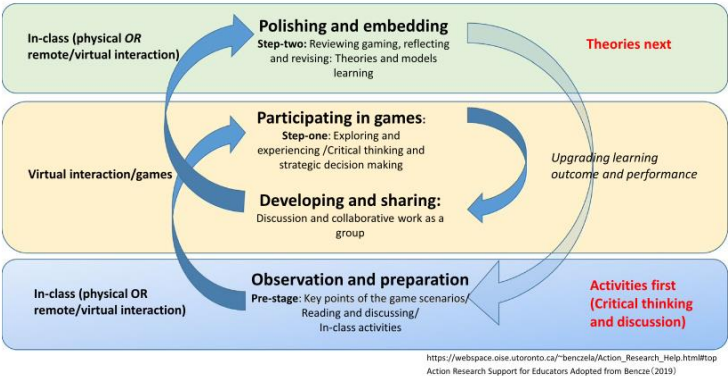 Polishing and embedding
In-class (physical OR
remote/virtual interaction)
Step-two: Reviewing gaming, reflecting
and revising: Theories and models
learning
Theories next
Participating in games:
Step-one: Exploring and
experiencing /Critical thinking and
strategic decision making
Virtual interaction/games
Upgrading learning
outcome and performance
Developing and sharing:
Discussion and collaborative work as a
group
Observation and preparation
In-class (physical OR
remote/virtual interaction)
Pre-stage: Key points of the game scenarios/
Reading and discussing/
In-class activities
Activities first
(Critical thinking
and discussion)
https://webspace.oise.utoronto.ca/~benczela/Action_Research_Help.html#top
Action Research Support for Educators Adopted from Bencze(2019)